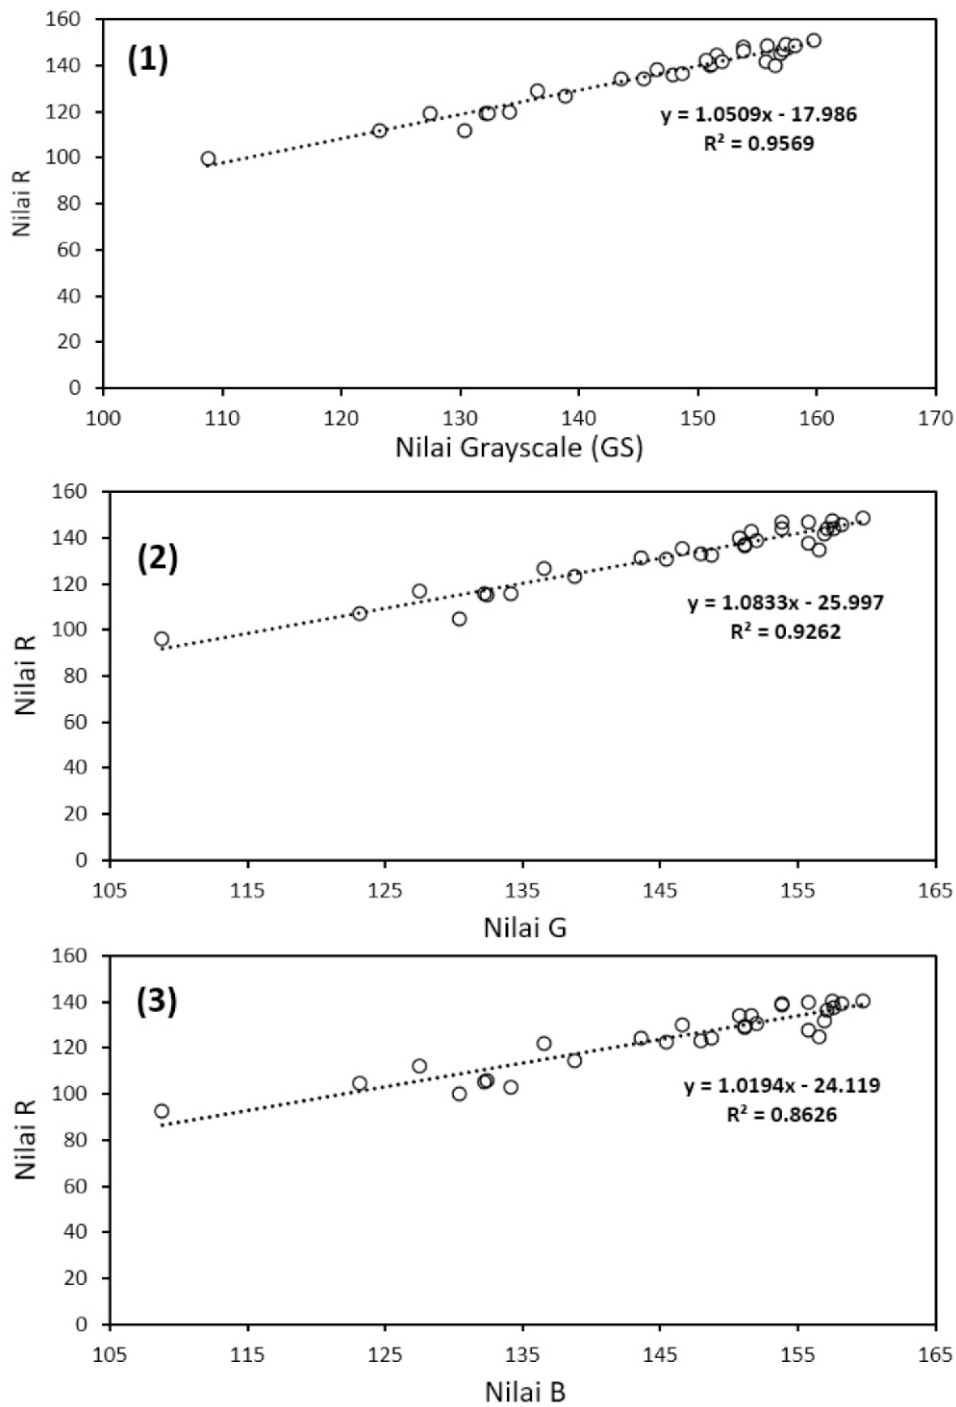 160
140
120
100
80
60
40
20
0
Nilai R
(1)
y = 1.0509x - 17.986
R² = 0.9569
100 110 120 130 140 150 160 170
Nilai Grayscale (GS)
160
140
120
100
80
60
40
20
0
Nilai R
(2)
y = 1.0833x - 25.997
R² = 0.9262
105 115 125 135 145 155 165
Nilai G
160
140
120
100
80
60
40
20
0
Nilai R
(3)
y = 1.0194x - 24.119
R² = 0.8626
105 115 125 135 145 155 165
Nilai B